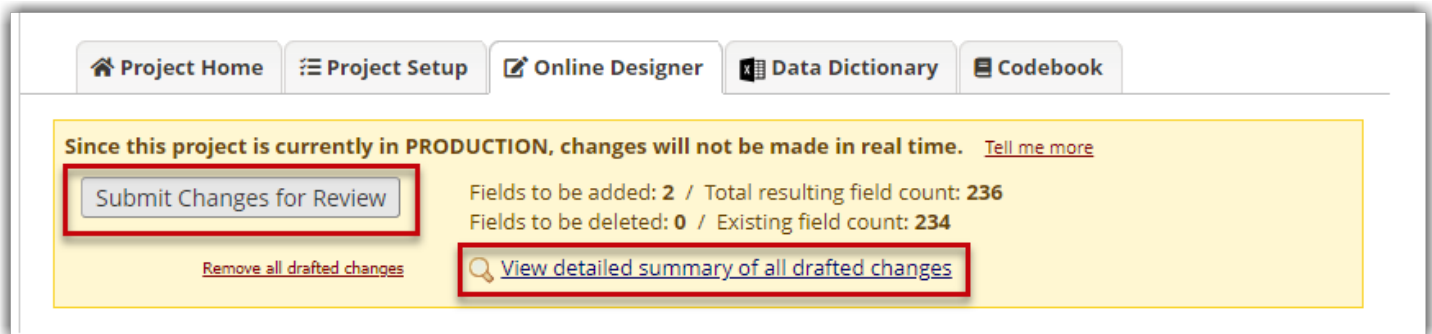 Project Home
Project Setup
Online Designer
Data Dictionary
Codebook
Since this project is currently in PRODUCTION, changes will not be made in real time. Tell me more
Submit Changes for Review
Fields to be added: 2 / Total resulting field count: 236
Fields to be deleted: 0 / Existing field count: 234
Remove all drafted changes
View detailed summary of all drafted changes